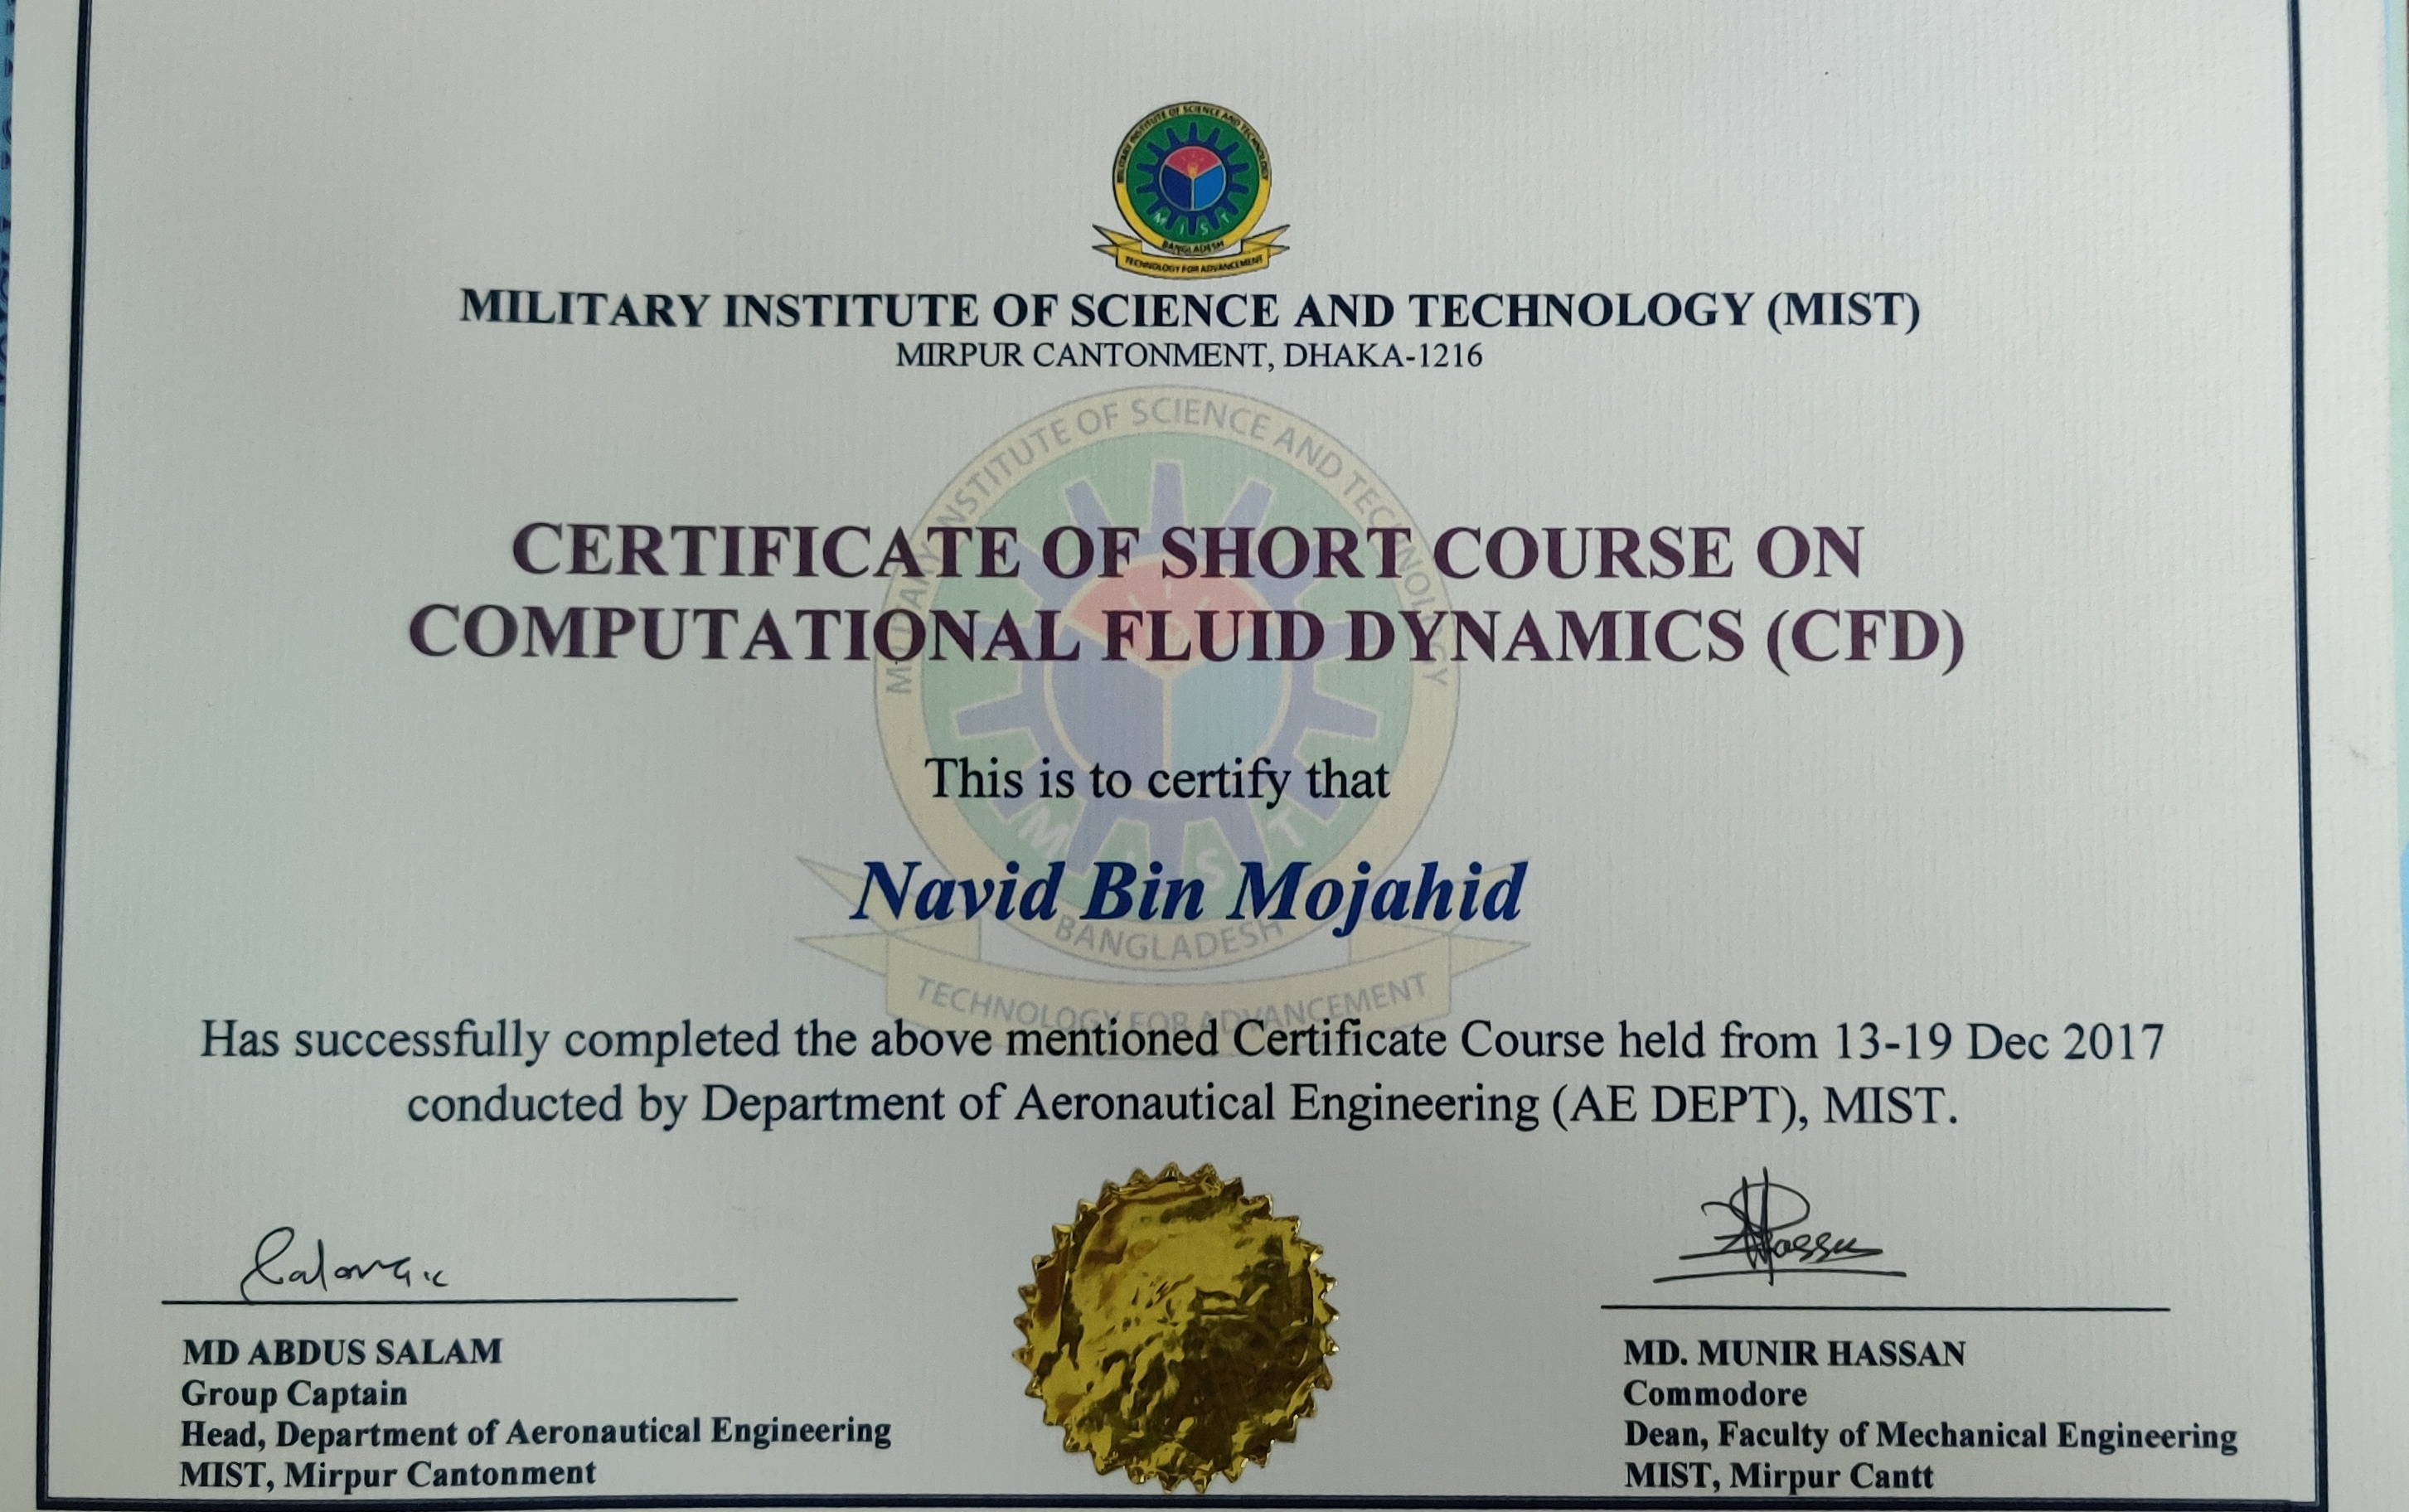 MILITARY INSTITUTE OF SCIENCE AND TECHNOLOGY
MIST
BANGLADESH
TECHNOLOGY FOR ADVANCEMENT
MILITARY INSTITUTE OF SCIENCE AND TECHNOLOGY (MIST)
MIRPUR CANTONMENT, DHAKA-1216
MILITARY INSTITUTE OF SCIENCE AND TECHNOLOGY
CERTIFICATE OF SHORT COURSE ON
COMPUTATIONAL FLUID DYNAMICS (CFD)
This is to certify that
MIST
Navid Bin Mojahid
BANGLADESH
TECHNOLOGY FOR ADVANCEMENT
Has successfully completed the above mentioned Certificate Course held from 13-19 Dec 2017
conducted by Department of Aeronautical Engineering (AE DEPT), MIST.
MD ABDUS SALAM
Group Captain
Head, Department of Aeronautical Engineering
MIST, Mirpur Cantonment
MD. MUNIR HASSAN
Commodore
Dean, Faculty of Mechanical Engineering
MIST, Mirpur Cantt